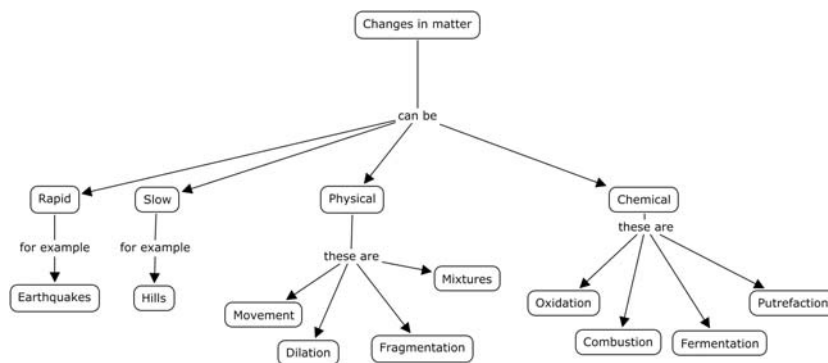 Changes in matter
can be
Rapid
Slow
Physical
Chemical
for example
for example
these are
these are
Earthquakes
Hills
Movement
Dilation
Fragmentation
Mixtures
Oxidation
Combustion
Fermentation
Putrefaction